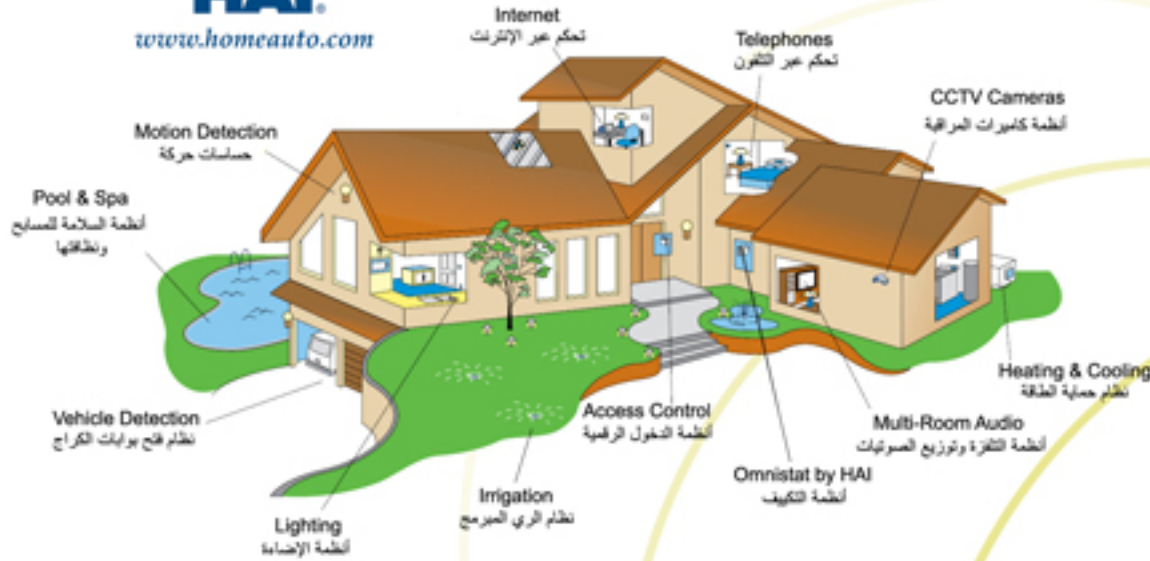 HAI®
www.homeauto.com
Internet
تحكم عبر الإنترنت
Telephones
تحكم عبر التلفون
CCTV Cameras
أنظمة كاميرات المراقبة
Motion Detection
حساسات حركة
Pool & Spa
أنظمة السلامة للمسابح
ونظافتها
Heating & Cooling
نظام حماية الطاقة
Vehicle Detection
نظام فتح بوابات الكراج
Access Control
أنظمة الدخول الرقمية
Multi-Room Audio
أنظمة التلفزة وتوزيع الصوتيات
Omnistat by HAI
أنظمة التكييف
Irrigation
نظام الري المبرمج
Lighting
أنظمة الإضاءة